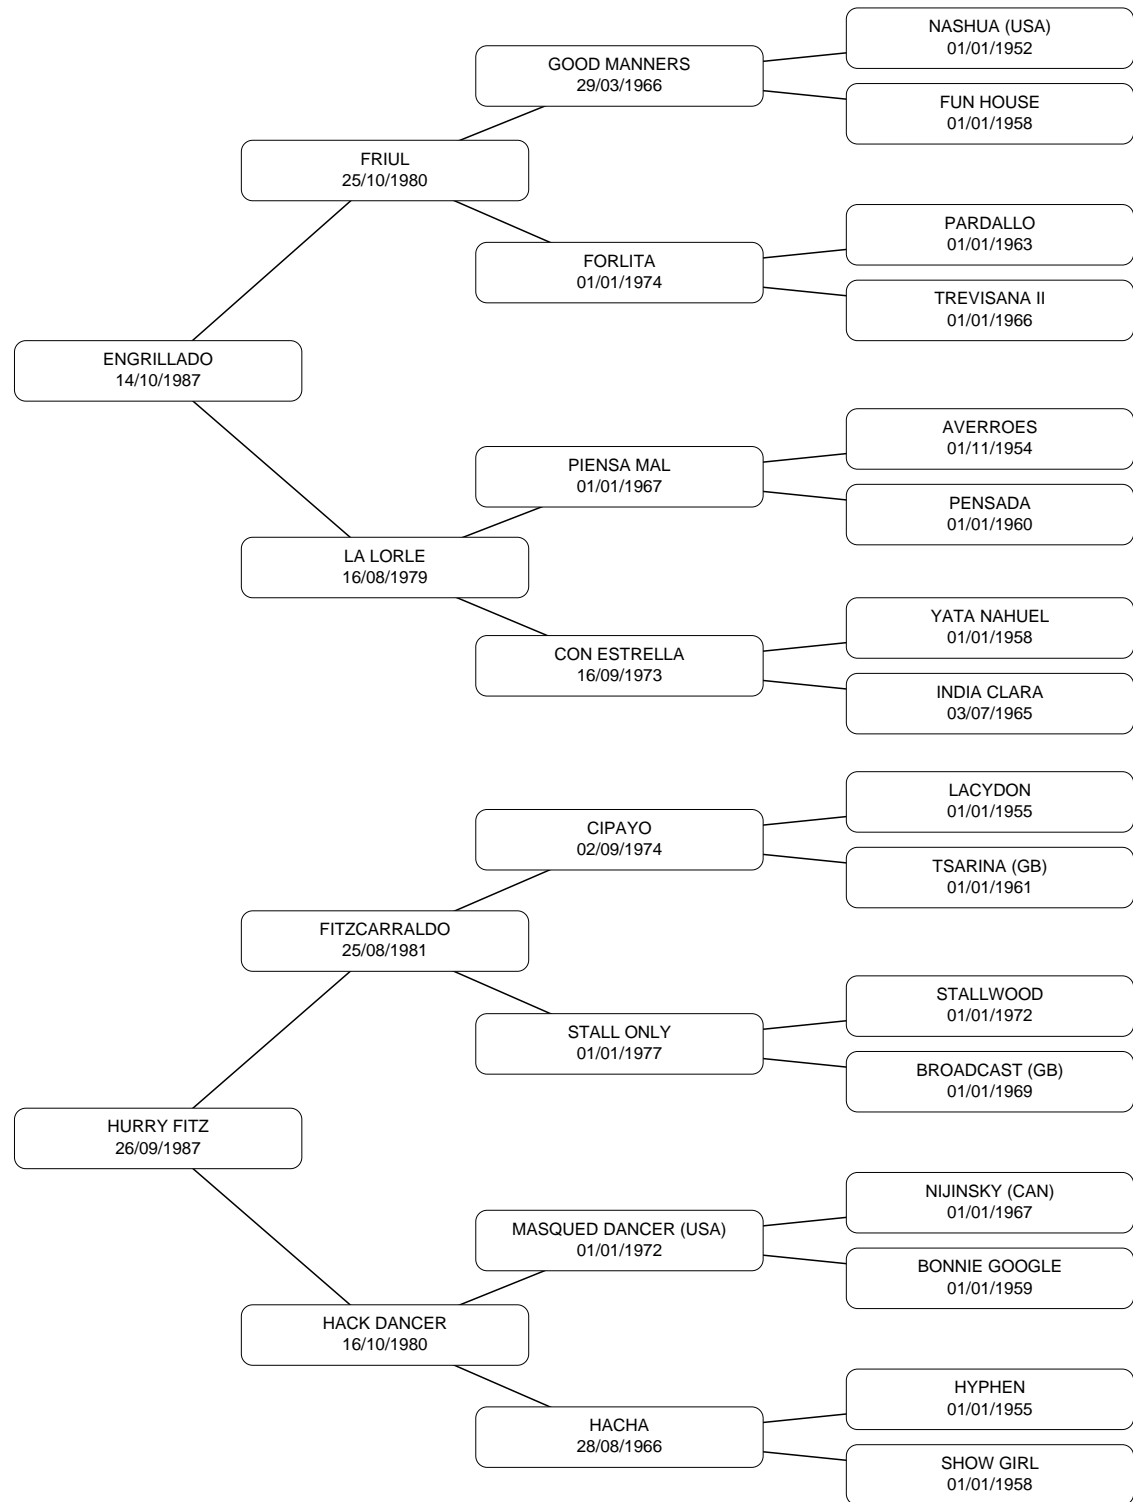 NASHUA (USA)
01/01/1952
GOOD MANNERS
29/03/1966
FUN HOUSE
01/01/1958
FRIUL
25/10/1980
PARDALLO
01/01/1963
FORLITA
01/01/1974
TREVISANA II
01/01/1966
ENGRILLADO
14/10/1987
AVERROES
01/11/1954
PIENSA MAL
01/01/1967
PENSADA
01/01/1960
LA LORLE
16/08/1979
YATA NAHUEL
01/01/1958
CON ESTRELLA
16/09/1973
INDIA CLARA
03/07/1965
LACYDON
01/01/1955
CIPAYO
02/09/1974
TSARINA (GB)
01/01/1961
FITZCARRALDO
25/08/1981
STALLWOOD
01/01/1972
STALL ONLY
01/01/1977
BROADCAST (GB)
01/01/1969
HURRY FITZ
26/09/1987
NIJINSKY (CAN)
01/01/1967
MASQUED DANCER (USA)
01/01/1972
BONNIE GOOGLE
01/01/1959
HACK DANCER
16/10/1980
HYPHEN
01/01/1955
HACHA
28/08/1966
SHOW GIRL
01/01/1958